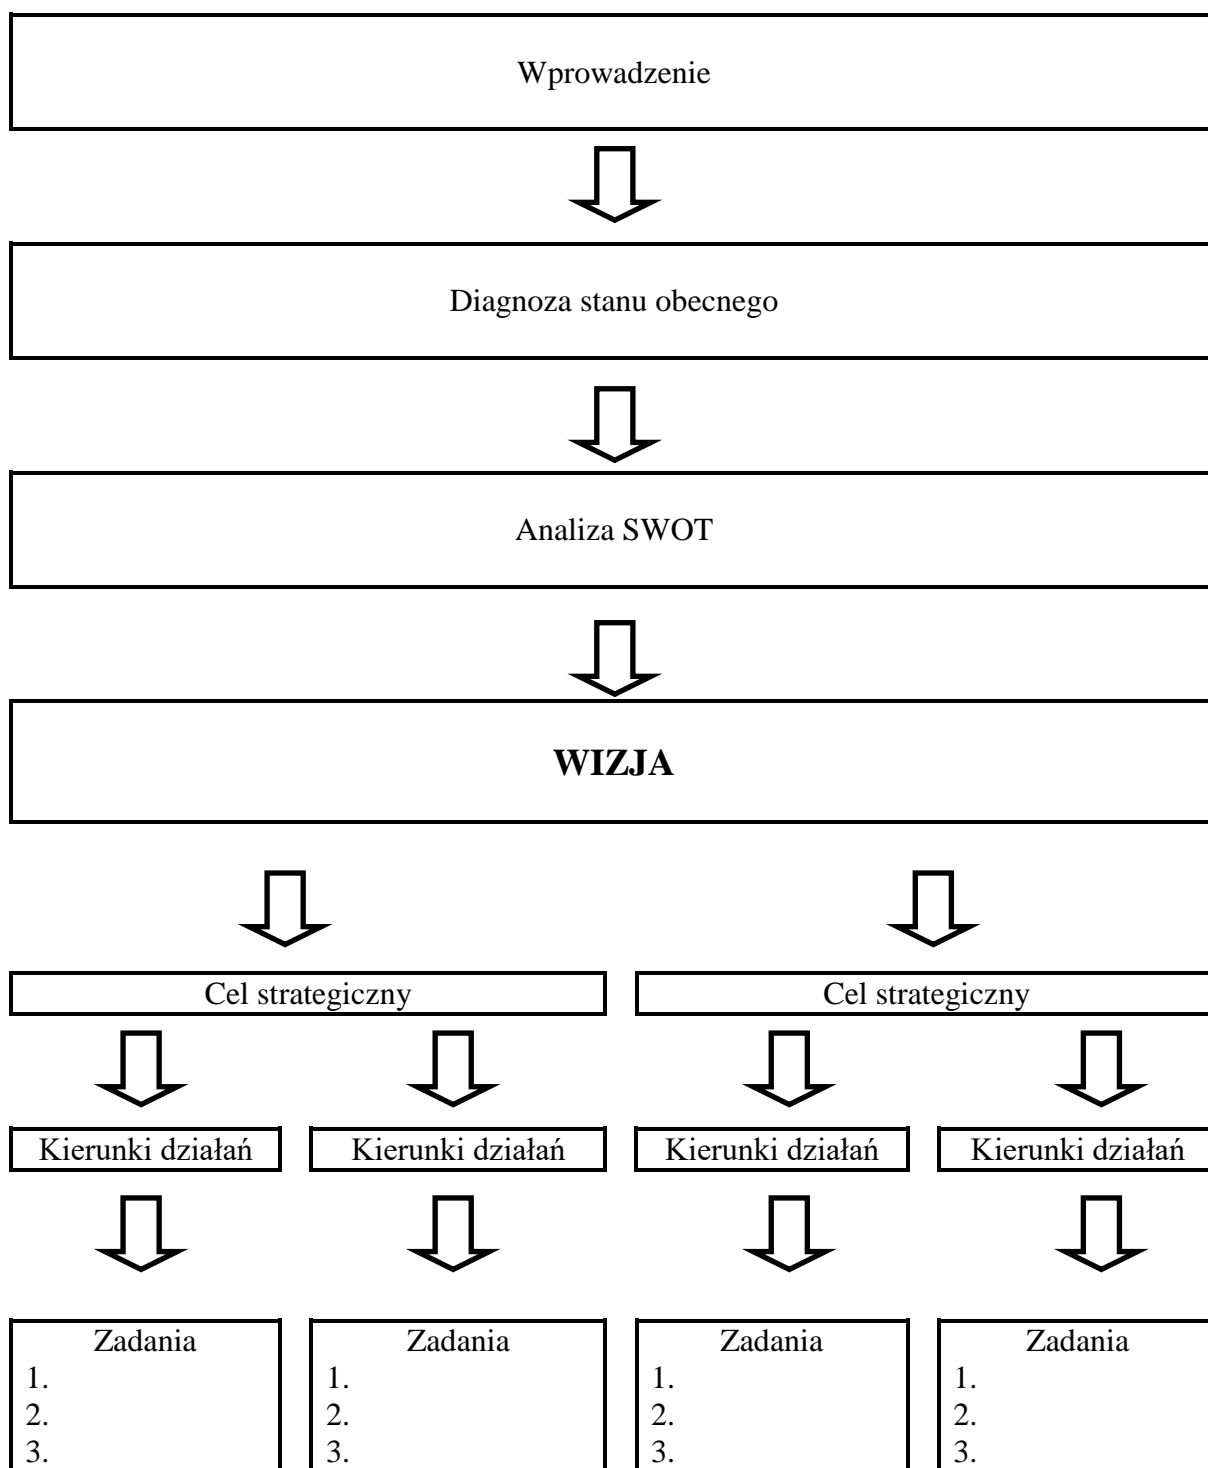 Wprowadzenie
Diagnoza stanu obecnego
Analiza SWOT
WIZJA
Cel strategiczny
Cel strategiczny
Kierunki działań
Kierunki działań
Kierunki działań
Kierunki działań
Zadania
1.
2.
3.
Zadania
1.
2.
3.
Zadania
1.
2.
3.
Zadania
1.
2.
3.